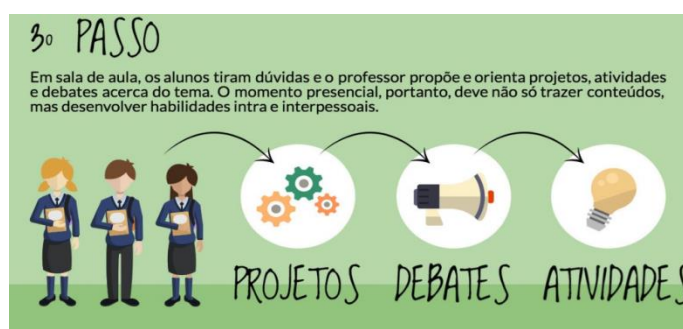 3º PASSO
Em sala de aula, os alunos tiram dúvidas e o professor propõe e orienta projetos, atividades
e debates acerca do tema. O momento presencial, portanto, deve não só trazer conteúdos,
mas desenvolver habilidades intra e interpessoais.
PROJETOS DEBATES ATIVIDADES